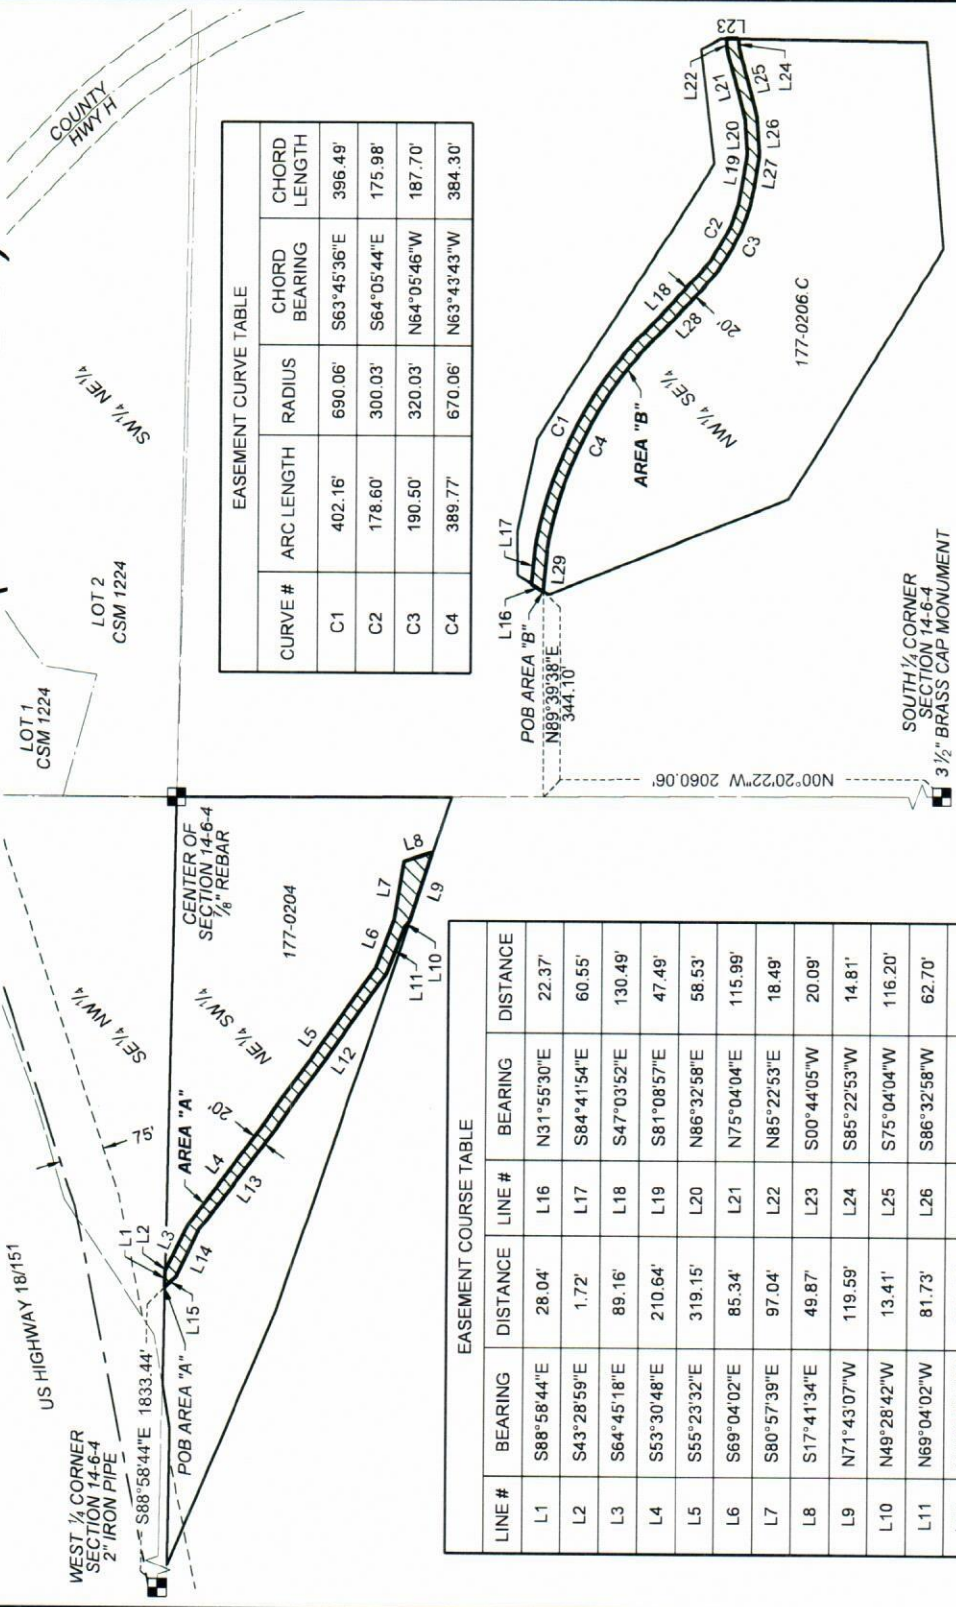 US HIGHWAY 18/151
WEST 1/4 CORNER
SECTION 14-6-4
2" IRON PIPE
S88°58'44"E 1833.44'
POB AREA "A"
L15
L1
L2
L3
L14
AREA "A"
75'
L4
L13
20'
SE¼ NW¼
NE¼ SW¼
L5
L12
L6
L11
L10
L7
L9
L8
177-0204
CENTER OF
SECTION 14-6-4
7/8" REBAR
LOT 1
CSM 1224
LOT 2
CSM 1224
SW¼ NE¼
COUNTY
HWY H
EASEMENT CURVE TABLE
CURVE # ARC LENGTH RADIUS CHORD BEARING CHORD LENGTH
C1 402.16' 690.06' S63°45'36"E 396.49'
C2 178.60' 300.03' S64°05'44"E 175.98'
C3 190.50' 320.03' N64°05'46"W 187.70'
C4 389.77' 670.06' N63°43'43"W 384.30'
EASEMENT COURSE TABLE
LINE # BEARING DISTANCE LINE # BEARING DISTANCE
L1 S88°58'44"E 28.04' L16 N31°55'30"E 22.37'
L2 S43°28'59"E 1.72' L17 S84°41'54"E 60.55'
L3 S64°45'18"E 89.16' L18 S47°03'52"E 130.49'
L4 S53°30'48"E 210.64' L19 S81°08'57"E 47.49'
L5 S55°23'32"E 319.15' L20 N86°32'58"E 58.53'
L6 S69°04'02"E 85.34' L21 N75°04'04"E 115.99'
L7 S80°57'39"E 97.04' L22 N85°22'53"E 18.49'
L8 S17°41'34"E 49.87' L23 S00°44'05"W 20.09'
L9 N71°43'07"W 119.59' L24 S85°22'53"W 14.81'
L10 N49°28'42"W 13.41' L25 S75°04'04"W 116.20'
L11 N69°04'02"W 81.73' L26 S86°32'58"W 62.70'
L16
L17
POB AREA "B"
N89°39'38"E
344.10'
L29
C1
C4
AREA "B"
NW¼ SE¼
L18
L28
20'
C2
C3
L19
L20
L27
L26
L21
L25
L22
L24
L23
177-0206.C
N00°20'22"W 2060.06'
SOUTH ¼ CORNER
SECTION 14-6-4
3 ½" BRASS CAP MONUMENT